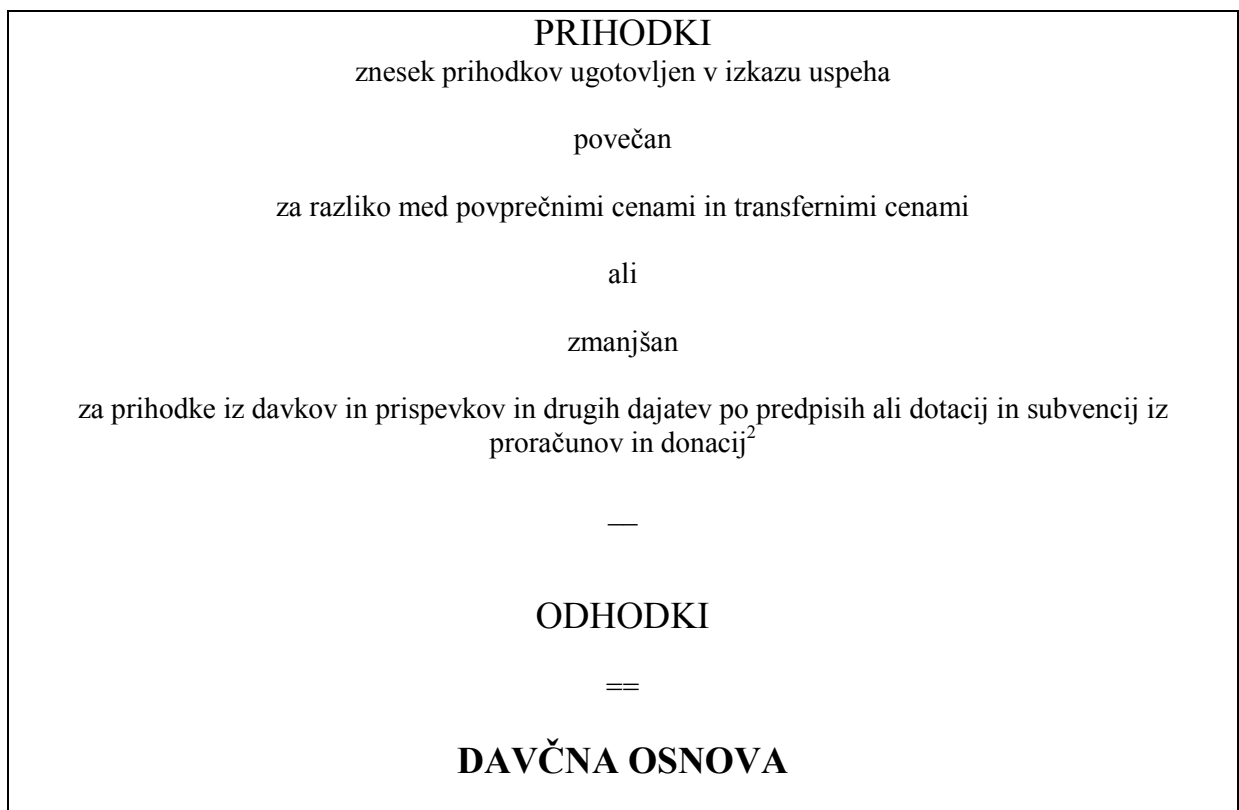 PRIHODKI
znesek prihodkov ugotovljen v izkazu uspeha
povečan
za razliko med povprečnimi cenami in transfernimi cenami
ali
zmanjšan
za prihodke iz davkov in prispevkov in drugih dajatev po predpisih ali dotacij in subvencij iz
proračunov in donacij²
—
ODHODKI
==
DAVČNA OSNOVA